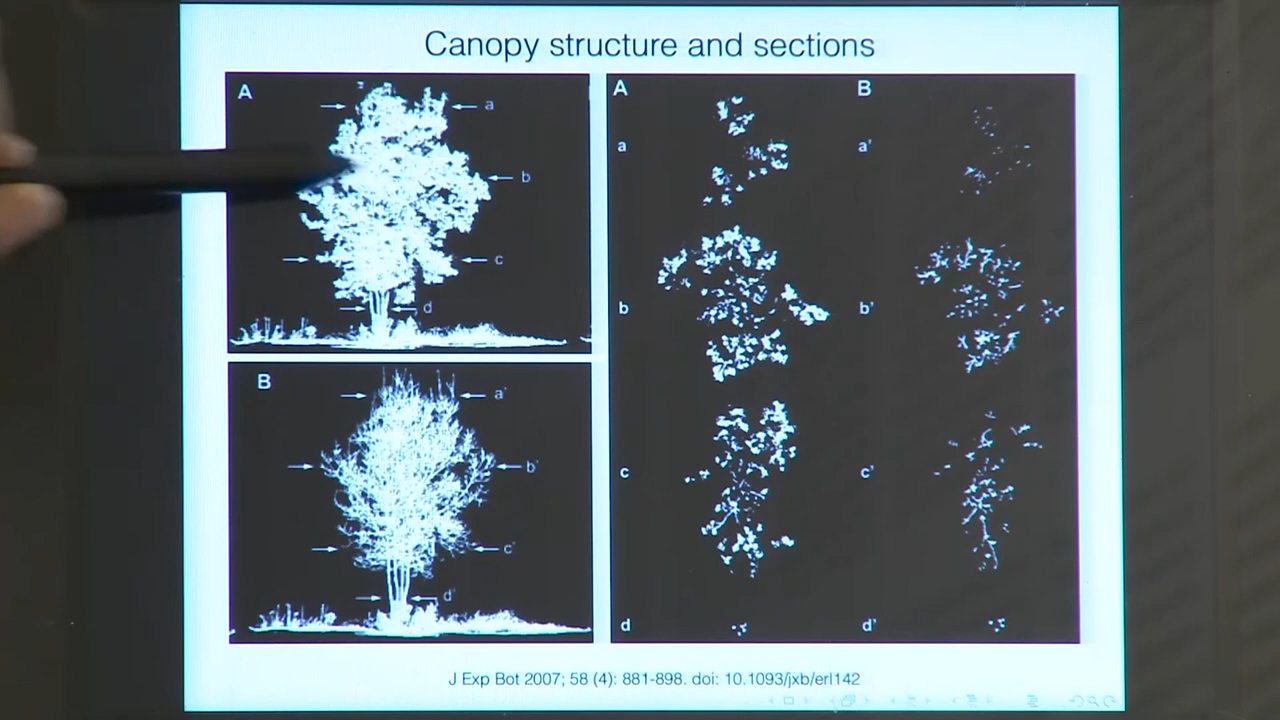 Canopy structure and sections
A
a
b
c
d
B
a'
b'
c'
d'
A
B
a
a'
b
b'
c
c'
d
d'
J Exp Bot 2007; 58 (4): 881-898. doi: 10.1093/jxb/erl142